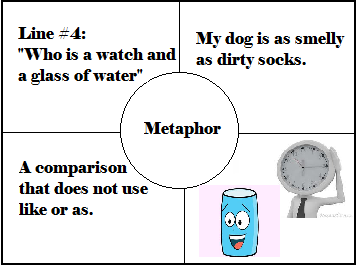 Line #4:
"Who is a watch and
a glass of water"
My dog is as smelly
as dirty socks.
Metaphor
A comparison
that does not use
like or as.